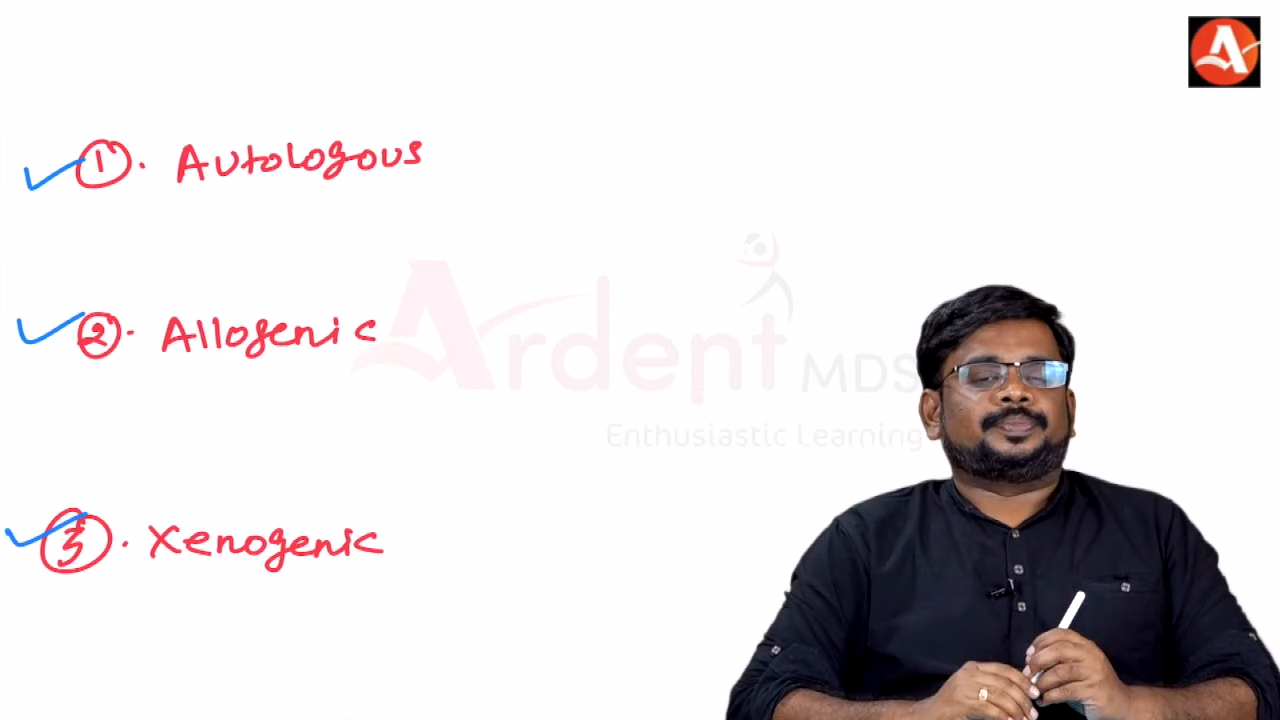 ①. Autologous
②. Allogenic
Ardent MDS
Enthusiastic Learning
③. Xenogenic